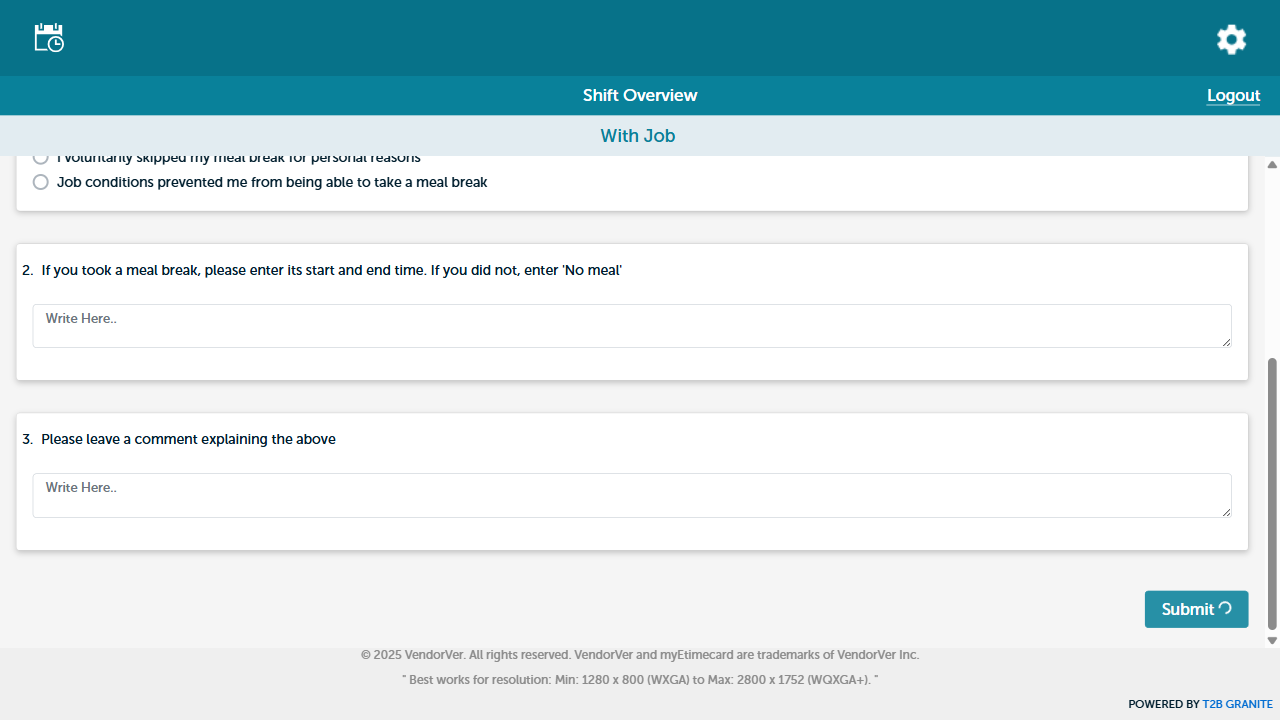 Shift Overview
Logout
With Job
I voluntarily skipped my meal break for personal reasons
Job conditions prevented me from being able to take a meal break
2. If you took a meal break, please enter its start and end time. If you did not, enter 'No meal'
Write Here..
3. Please leave a comment explaining the above
Write Here..
Submit
© 2025 VendorVer. All rights reserved. VendorVer and myEtimecard are trademarks of VendorVer Inc.
" Best works for resolution: Min: 1280 x 800 (WXGA) to Max: 2800 x 1752 (WQXGA+). "
POWERED BY T2B GRANITE